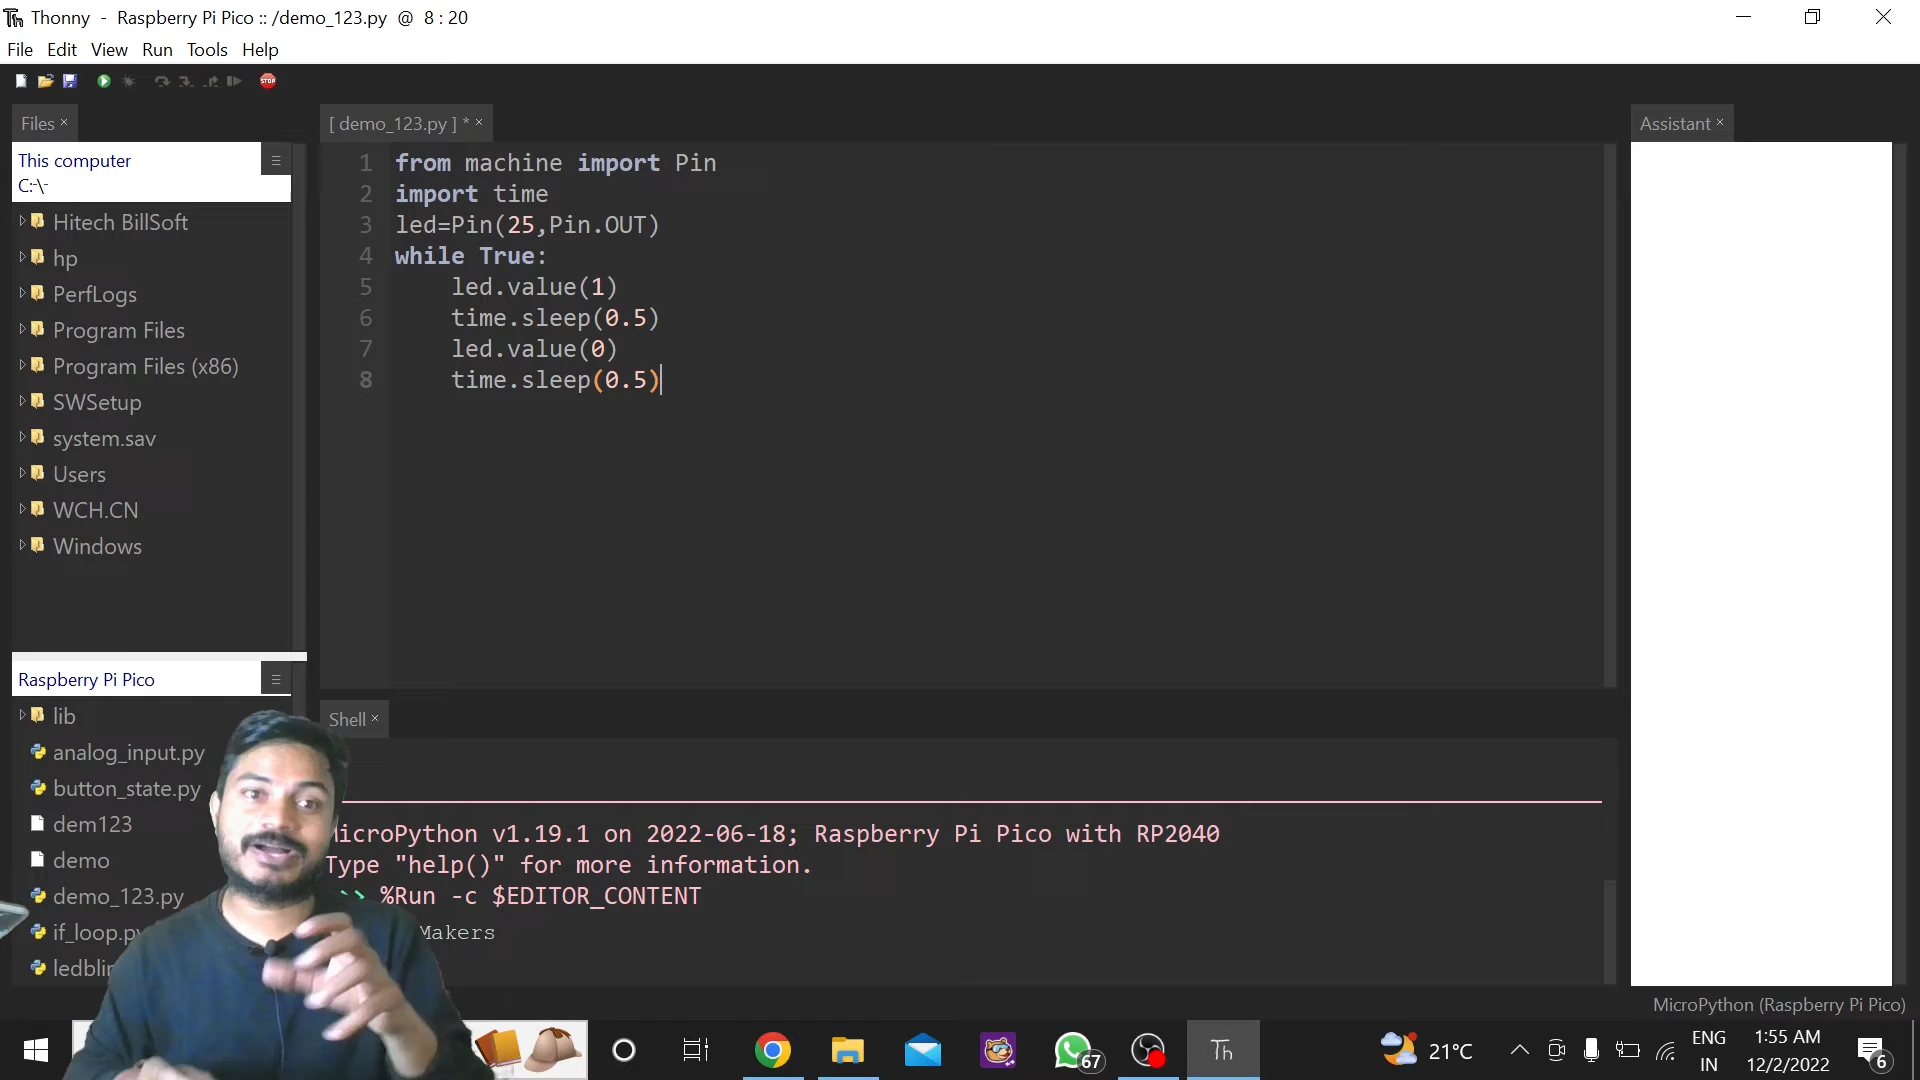 Thonny - Raspberry Pi Pico :: /demo_123.py @ 8 : 20
File Edit View Run Tools Help
STOP
Files ×
[ demo_123.py ] * ×
Assistant ×
This computer
C:\
Hitech BillSoft
hp
PerfLogs
Program Files
Program Files (x86)
SWSetup
system.sav
Users
WCH.CN
Windows
1 from machine import Pin
2 import time
3 led=Pin(25,Pin.OUT)
4 while True:
5 led.value(1)
6 time.sleep(0.5)
7 led.value(0)
8 time.sleep(0.5)
Raspberry Pi Pico
lib
analog_input.py
button_state.py
dem123
demo
demo_123.py
if_loop.py
ledblin
Shell ×
MicroPython v1.19.1 on 2022-06-18; Raspberry Pi Pico with RP2040
Type "help()" for more information.
%Run -c $EDITOR_CONTENT
Makers
MicroPython (Raspberry Pi Pico)
67
Th
21°C
ENG
IN
1:55 AM
12/2/2022
6